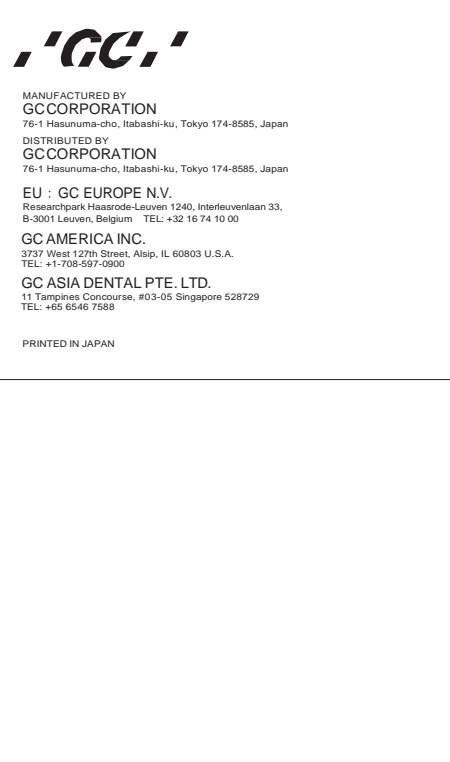 GC
MANUFACTURED BY
GC CORPORATION
76-1 Hasunuma-cho, Itabashi-ku, Tokyo 174-8585, Japan
DISTRIBUTED BY
GC CORPORATION
76-1 Hasunuma-cho, Itabashi-ku, Tokyo 174-8585, Japan
EU : GC EUROPE N.V.
Researchpark Haasrode-Leuven 1240, Interleuvenlaan 33,
B-3001 Leuven, Belgium TEL: +32 16 74 10 00
GC AMERICA INC.
3737 West 127th Street, Alsip, IL 60803 U.S.A.
TEL: +1-708-597-0900
GC ASIA DENTAL PTE. LTD.
11 Tampines Concourse, #03-05 Singapore 528729
TEL: +65 6546 7588
PRINTED IN JAPAN